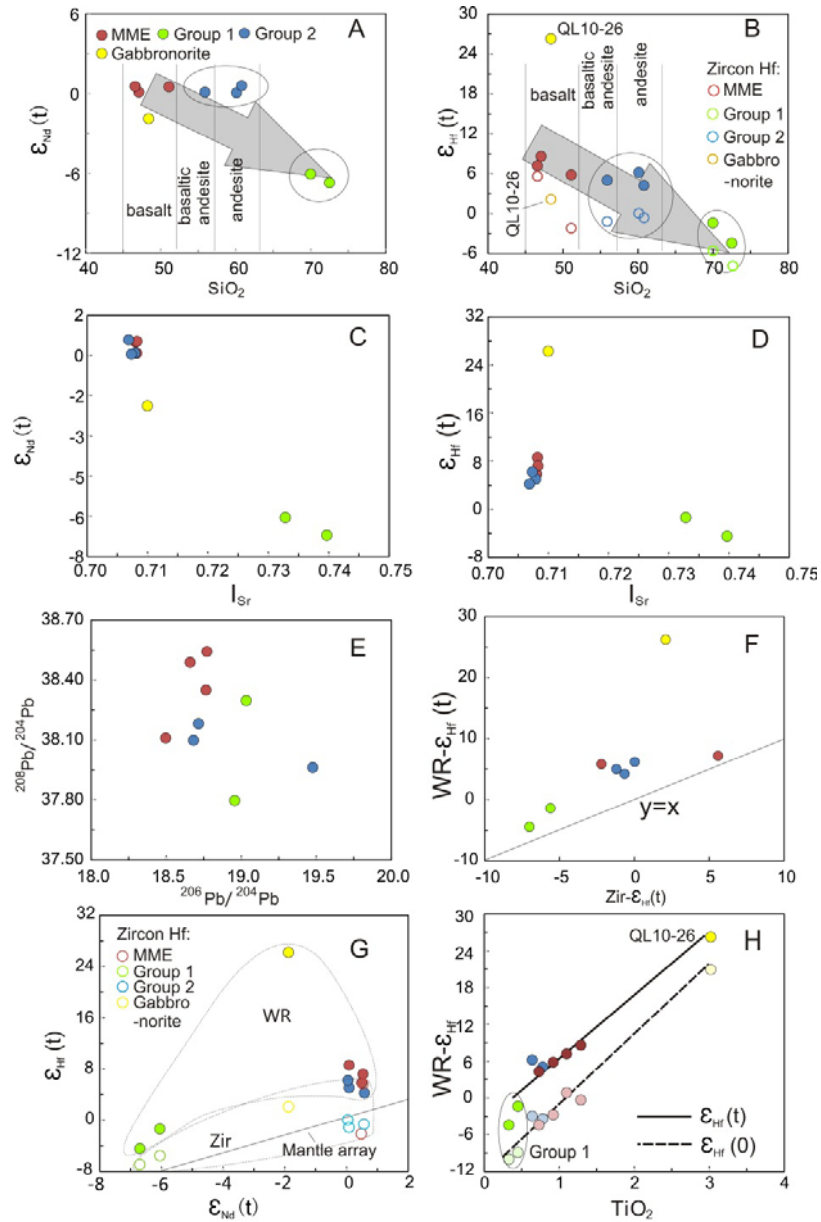 A
MME Group 1 Group 2
Gabbronorite
εNd(t)
6
0
-6
-12
basalt
basaltic
andesite
andesite
40 50 60 70 80
SiO2
B
QL10-26
basalt
basaltic
andesite
andesite
Zircon Hf:
MME
Group 1
Group 2
Gabbro
-norite
QL10-26
εHf(t)
30
24
18
12
6
0
-6
40 50 60 70 80
SiO2
C
εNd(t)
2
0
-2
-3
-6
-8
0.70 0.71 0.72 0.73 0.74 0.75
ISr
D
εHf(t)
32
24
16
8
0
-8
0.70 0.71 0.72 0.73 0.74 0.75
ISr
E
208Pb/204Pb
38.70
38.40
38.10
37.80
37.50
18.0 18.5 19.0 19.5 20.0
206Pb/204Pb
F
WR-εHf(t)
30
20
10
0
-10
y=x
-10 -5 0 5 10
Zir-εHf(t)
G
Zircon Hf:
MME
Group 1
Group 2
Gabbro
-norite
WR
Zir
Mantle array
εHf(t)
28
24
16
8
0
-8
-6 -4 -2 0 2
εNd(t)
H
QL10-26
WR-εHf
30
24
18
12
6
0
-6
-12
Group 1
εHf(t)
εHf(0)
0 1 2 3 4
TiO2